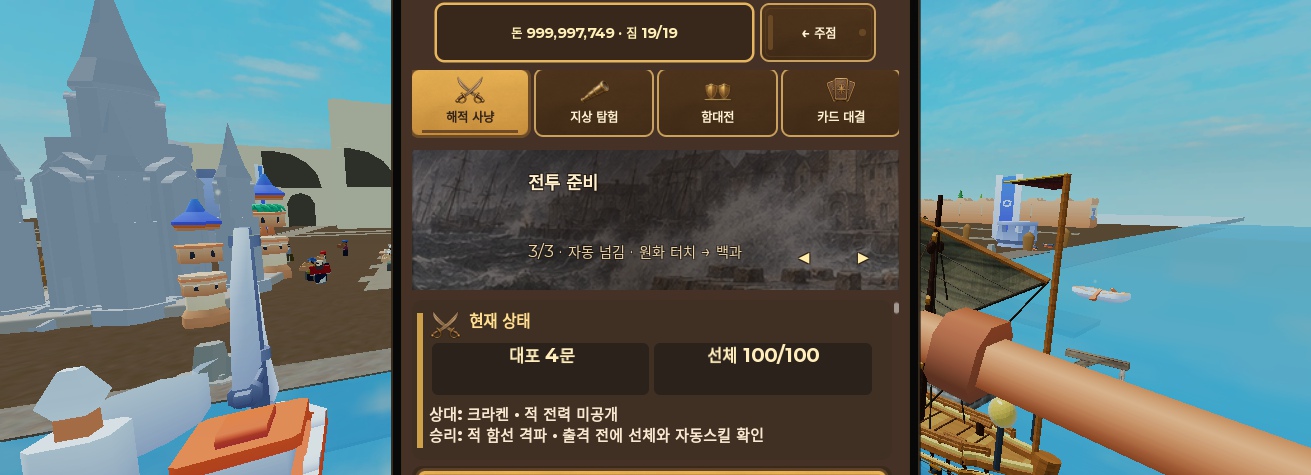 돈 999,997,749 · 짐 19/19
← 주점
해적 사냥
지상 탐험
함대전
카드 대결
전투 준비
3/3 · 자동 넘김 · 원화 터치 → 백과
◀ ▶
현재 상태
대포 4문
선체 100/100
상대: 크라켄 • 적 전력 미공개
승리: 적 함선 격파 • 출격 전에 선체와 자동스킬 확인